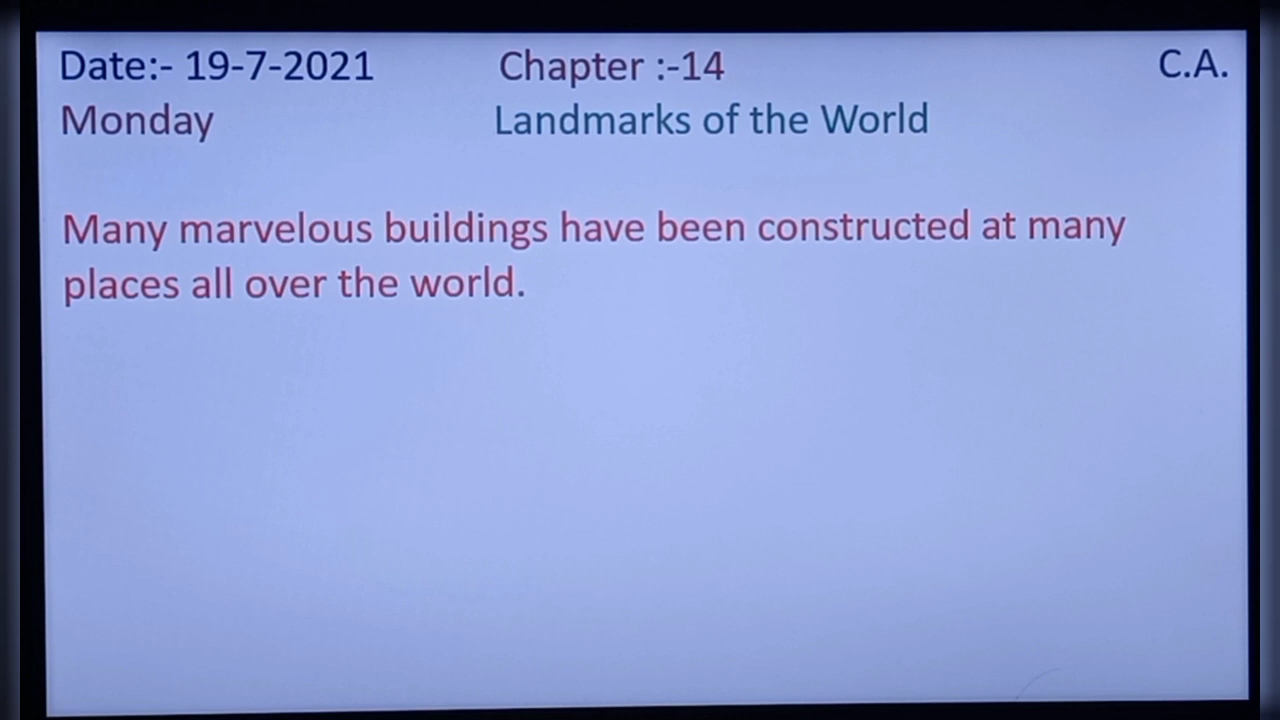 Date:- 19-7-2021 Chapter :-14 C.A.
Monday Landmarks of the World
Many marvelous buildings have been constructed at many
places all over the world.